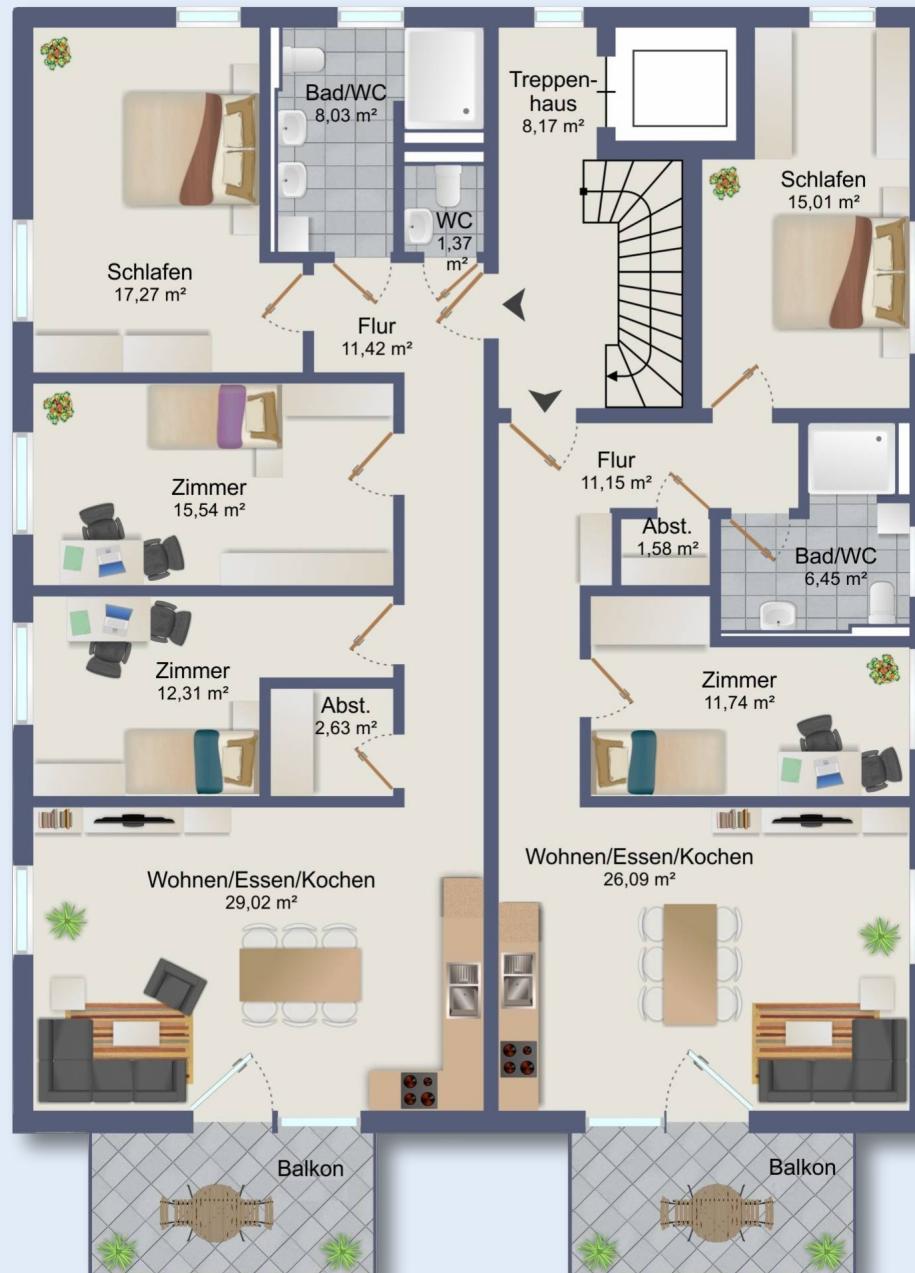 Bad/WC
8,03 m²
Treppen-
haus
8,17 m²
Schlafen
15,01 m²
WC
1,37
m²
Schlafen
17,27 m²
Flur
11,42 m²
Zimmer
15,54 m²
Flur
11,15 m²
Abst.
1,58 m²
Bad/WC
6,45 m²
Zimmer
12,31 m²
Abst.
2,63 m²
Zimmer
11,74 m²
Wohnen/Essen/Kochen
29,02 m²
Wohnen/Essen/Kochen
26,09 m²
Balkon
Balkon